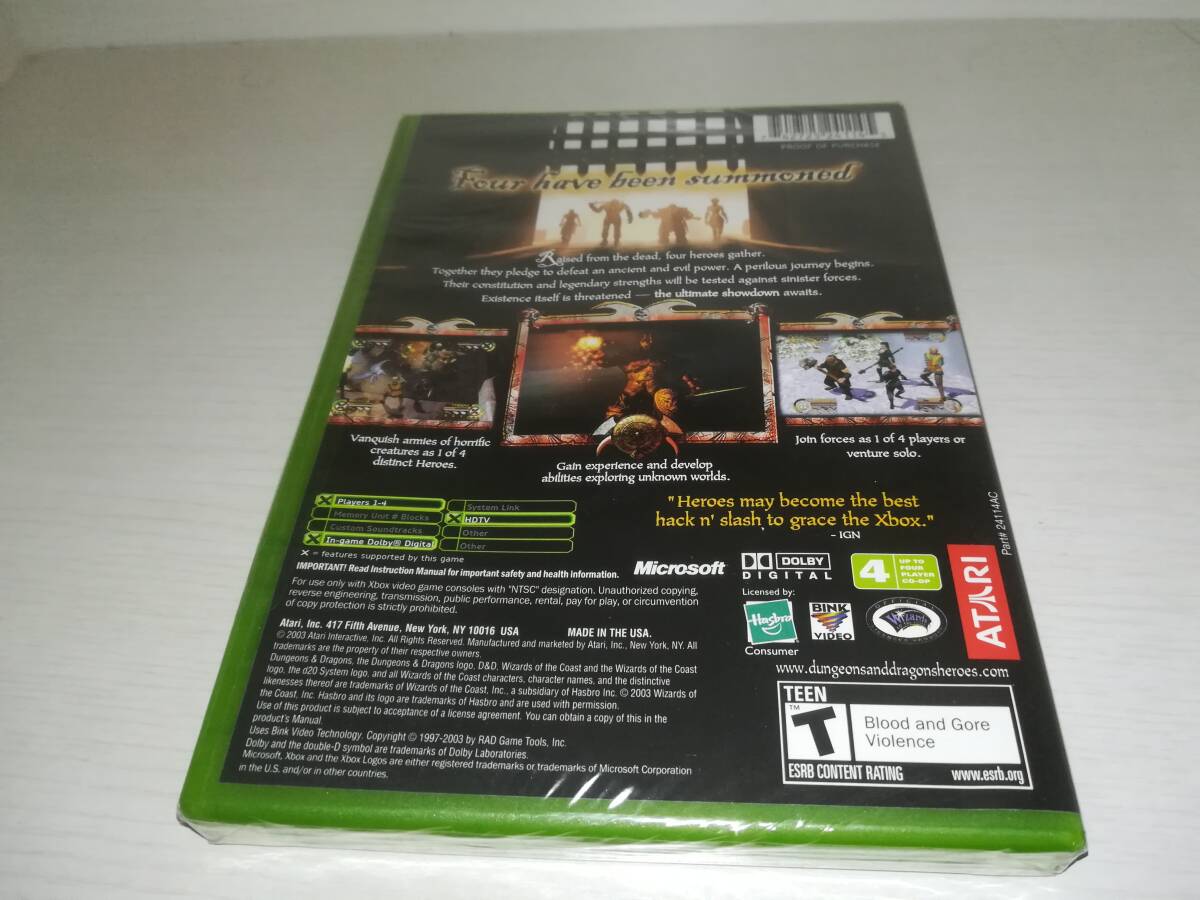 PROOF OF PURCHASE
Four have been summoned
Raised from the dead, four heroes gather.
Together they pledge to defeat an ancient and evil power. A perilous journey begins.
Their constitution and legendary strengths will be tested against sinister forces.
Existence itself is threatened — the ultimate showdown awaits.
Vanquish armies of horrific
creatures as 1 of 4
distinct Heroes.
Gain experience and develop
abilities exploring unknown worlds.
Join forces as 1 of 4 players or
venture solo.
"Heroes may become the best
hack n' slash to grace the Xbox."
- IGN
Players 1-4
Memory Unit # Blocks
Custom Soundtracks
In-game Dolby® Digital
System Link
HDTV
Other
Other
X = features supported by this game
IMPORTANT! Read Instruction Manual for important safety and health information.
For use only with Xbox video game consoles with "NTSC" designation. Unauthorized copying,
reverse engineering, transmission, public performance, rental, pay for play, or circumvention
of copy protection is strictly prohibited.
Microsoft
DOLBY
DIGITAL
4 UP TO
FOUR
PLAYER
CO-OP
Part# 24114AC
ATARI
Licensed by:
Hasbro
Consumer
BINK
VIDEO
OFFICIAL
Wizards
Atari, Inc. 417 Fifth Avenue, New York, NY 10016 USA MADE IN THE USA.
© 2003 Atari Interactive, Inc. All Rights Reserved. Manufactured and marketed by Atari, Inc., New York, NY. All
trademarks are the property of their respective owners.
Dungeons & Dragons, the Dungeons & Dragons logo, D&D, Wizards of the Coast and the Wizards of the Coast
logo, the d20 System logo, and all Wizards of the Coast characters, character names, and the distinctive
likenesses thereof are trademarks of Wizards of the Coast, Inc., a subsidiary of Hasbro Inc. © 2003 Wizards of
the Coast, Inc. Hasbro and its logo are trademarks of Hasbro and are used with permission.
Use of this product is subject to acceptance of a license agreement. You can obtain a copy of this in the
product's Manual.
Uses Bink Video Technology. Copyright © 1997-2003 by RAD Game Tools, Inc.
Dolby and the double-D symbol are trademarks of Dolby Laboratories.
Microsoft, Xbox and the Xbox Logos are either registered trademarks or trademarks of Microsoft Corporation
in the U.S. and/or in other countries.
www.dungeonsanddragonsheroes.com
TEEN
T
TM
Blood and Gore
Violence
ESRB CONTENT RATING www.esrb.org